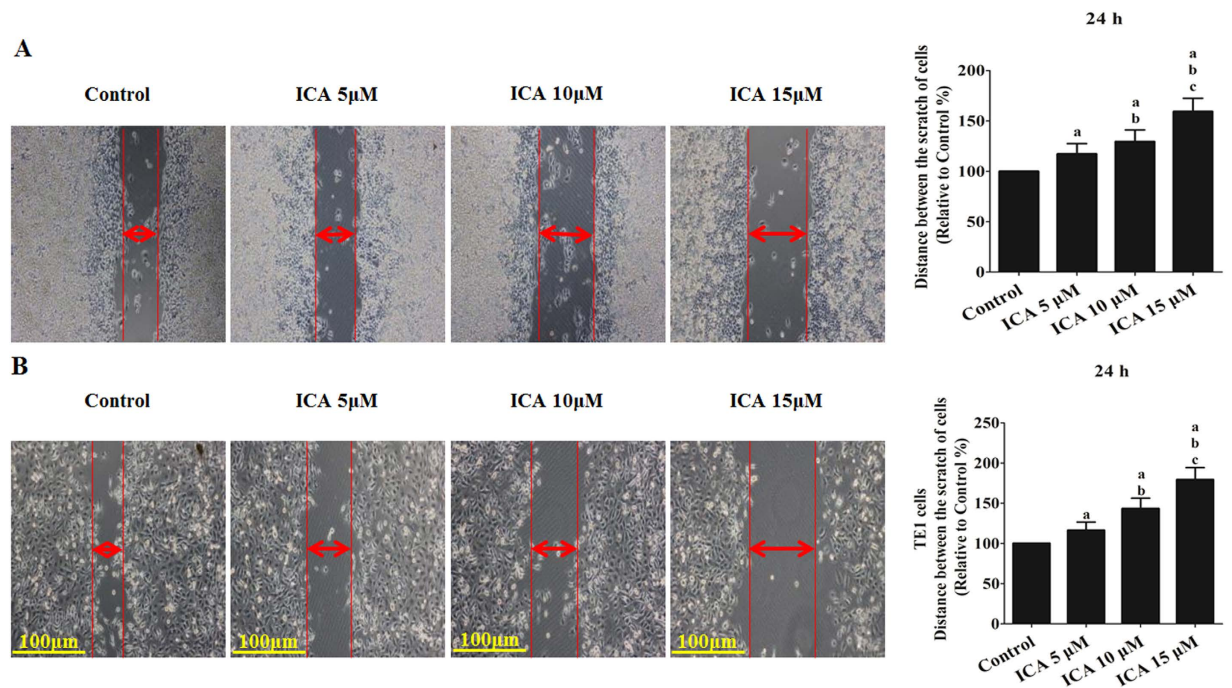 A
Control
ICA 5μM
ICA 10μM
ICA 15μM
24 h
Distance between the scratch of cells
(Relative to Control %)
200
150
100
50
0
a
a
b
a
b
c
Control
ICA 5 μM
ICA 10 μM
ICA 15 μM
B
Control
ICA 5μM
ICA 10μM
ICA 15μM
100μm
100μm
100μm
100μm
24 h
TE1 cells
Distance between the scratch of cells
(Relative to Control %)
250
200
150
100
50
0
a
a
b
a
b
c
Control
ICA 5 μM
ICA 10 μM
ICA 15 μM